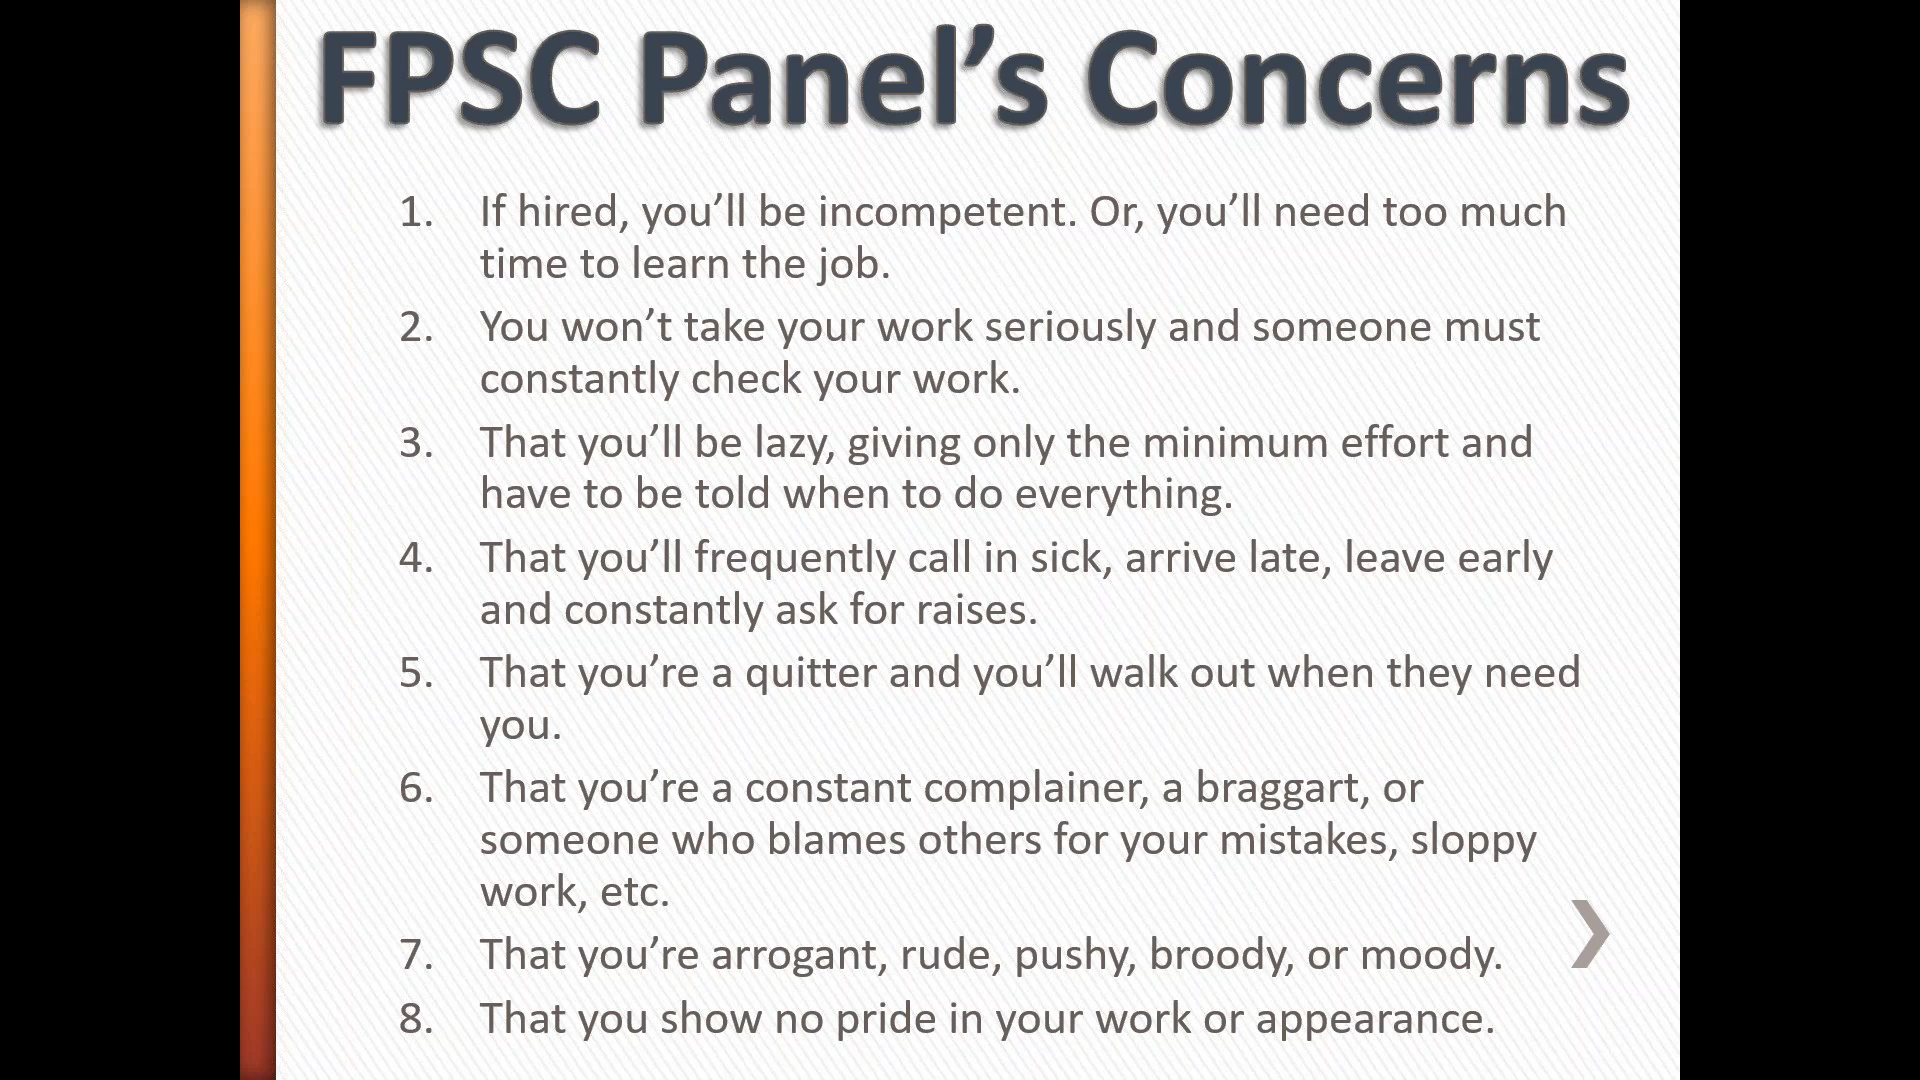 FPSC Panel’s Concerns
1. If hired, you’ll be incompetent. Or, you’ll need too much
time to learn the job.
2. You won’t take your work seriously and someone must
constantly check your work.
3. That you’ll be lazy, giving only the minimum effort and
have to be told when to do everything.
4. That you’ll frequently call in sick, arrive late, leave early
and constantly ask for raises.
5. That you’re a quitter and you’ll walk out when they need
you.
6. That you’re a constant complainer, a braggart, or
someone who blames others for your mistakes, sloppy
work, etc.
7. That you’re arrogant, rude, pushy, broody, or moody.
8. That you show no pride in your work or appearance.